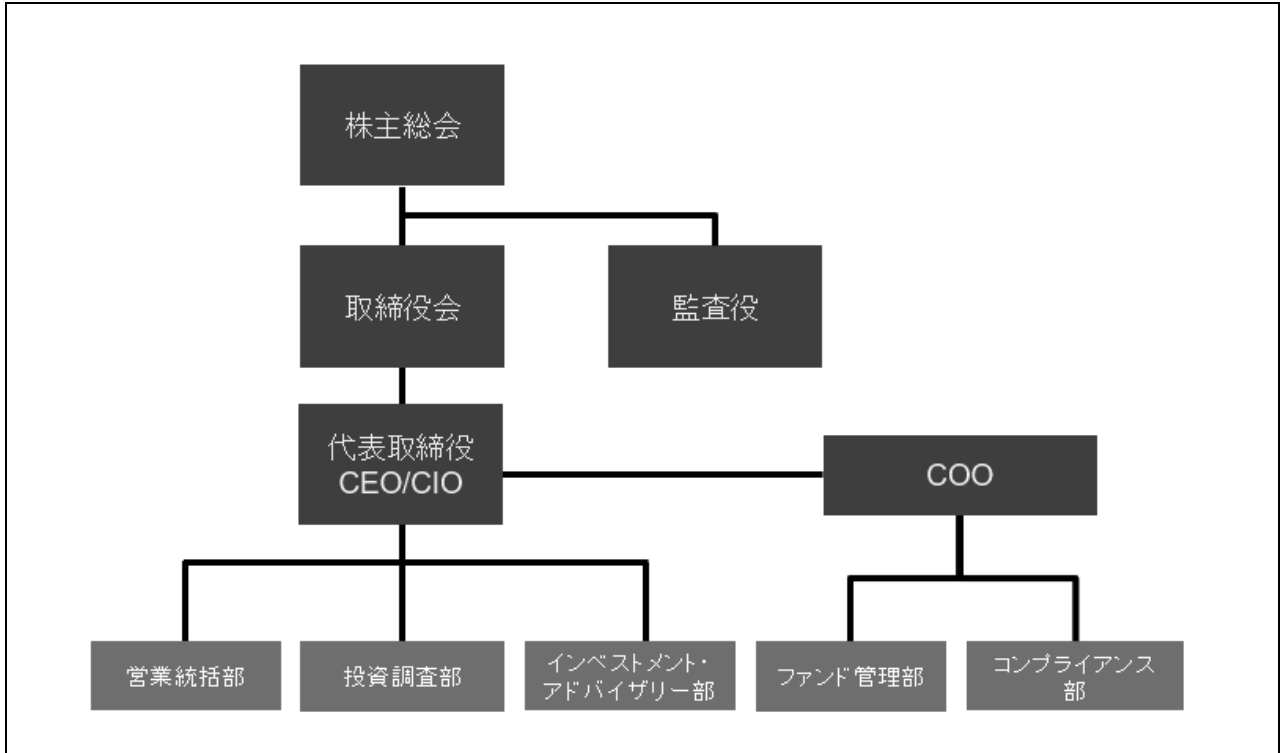 株主総会
取締役会
監査役
代表取締役
CEO/CIO
COO
営業統括部
投資調査部
インベストメント・
アドバイザリー部
ファンド管理部
コンプライアンス
部